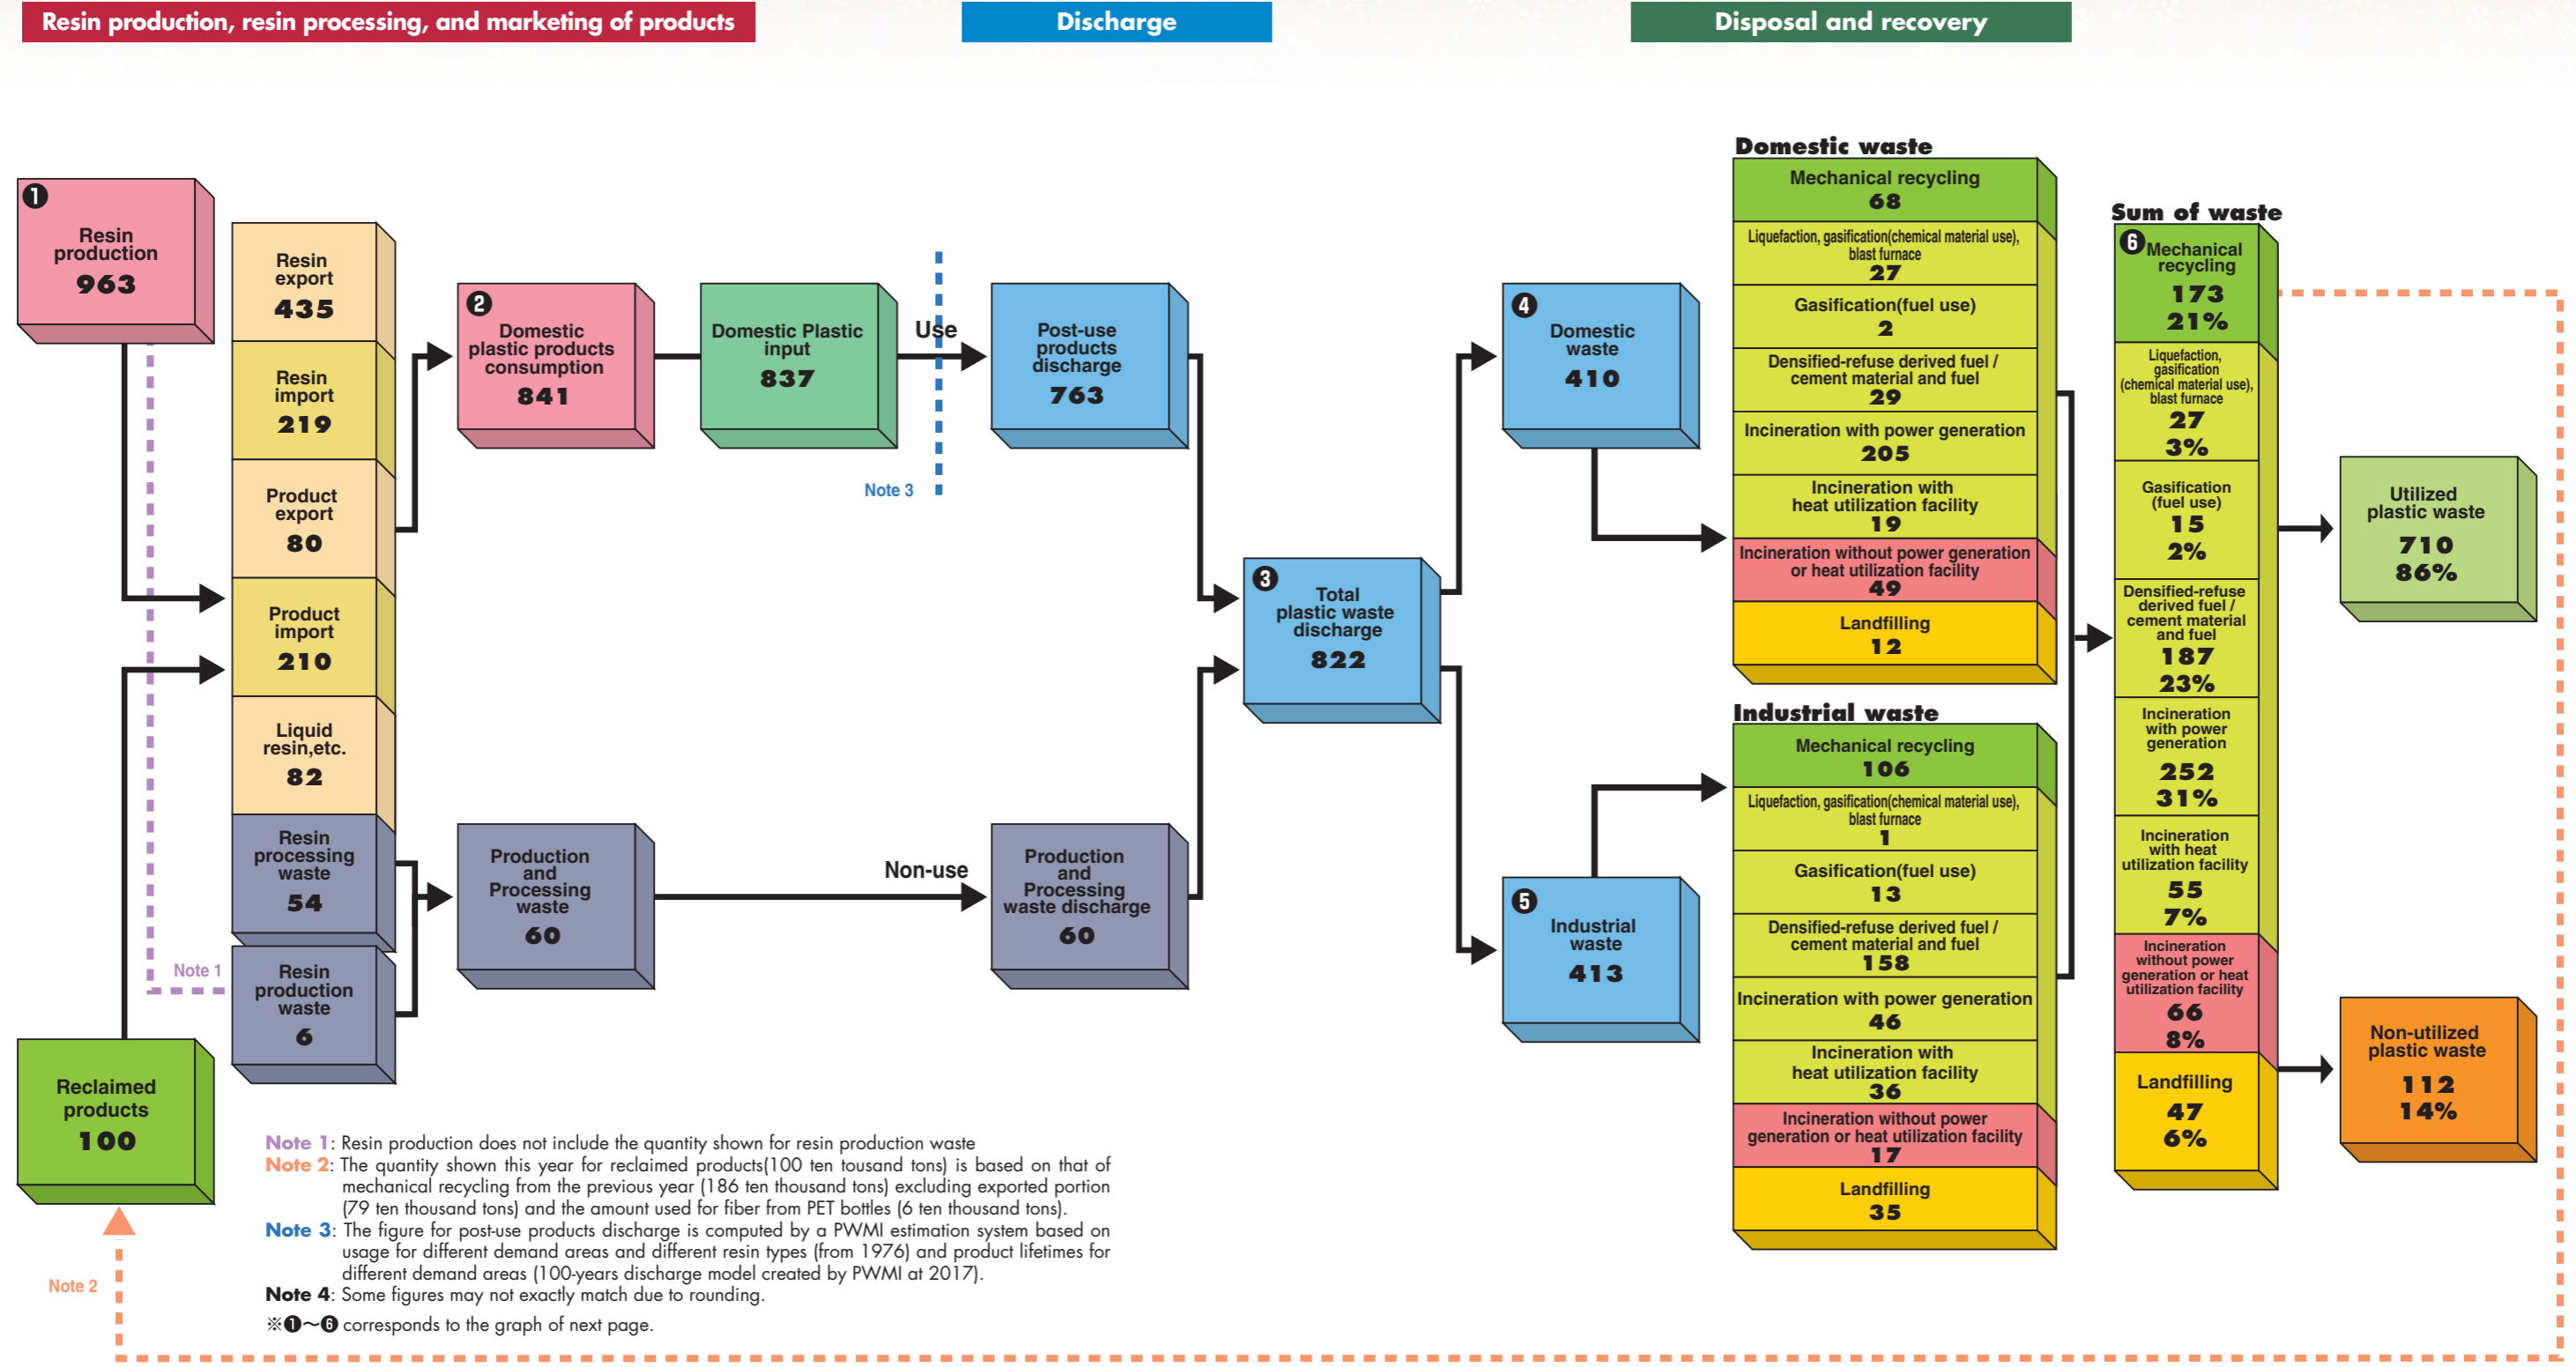 Resin production, resin processing, and marketing of products
Discharge
Disposal and recovery
❶
Resin
production
963
Resin
export
435
Resin
import
219
Product
export
80
Product
import
210
Liquid
resin,etc.
82
Resin
processing
waste
54
Resin
production
waste
6
Note 1
Reclaimed
products
100
Note 2
❷
Domestic
plastic products
consumption
841
Domestic Plastic
input
837
Use
Note 3
Post-use
products
discharge
763
Production
and
Processing
waste
60
Non-use
Production
and
Processing
waste discharge
60
❸
Total
plastic waste
discharge
822
❹
Domestic
waste
410
❺
Industrial
waste
413
Domestic waste
Mechanical recycling
68
Liquefaction, gasification(chemical material use),
blast furnace
27
Gasification(fuel use)
2
Densified-refuse derived fuel /
cement material and fuel
29
Incineration with power generation
205
Incineration with
heat utilization facility
19
Incineration without power generation
or heat utilization facility
49
Landfilling
12
Industrial waste
Mechanical recycling
106
Liquefaction, gasification(chemical material use),
blast furnace
1
Gasification(fuel use)
13
Densified-refuse derived fuel /
cement material and fuel
158
Incineration with power generation
46
Incineration with
heat utilization facility
36
Incineration without power
generation or heat utilization facility
17
Landfilling
35
Sum of waste
❻
Mechanical
recycling
173
21%
Liquefaction,
gasification
(chemical material use),
blast furnace
27
3%
Gasification
(fuel use)
15
2%
Densified-refuse
derived fuel /
cement material
and fuel
187
23%
Incineration
with power
generation
252
31%
Incineration
with heat
utilization facility
55
7%
Incineration
without power
generation or heat
utilization facility
66
8%
Landfilling
47
6%
Utilized
plastic waste
710
86%
Non-utilized
plastic waste
112
14%
Note 1: Resin production does not include the quantity shown for resin production waste
Note 2: The quantity shown this year for reclaimed products(100 ten tousand tons) is based on that of
mechanical recycling from the previous year (186 ten thousand tons) excluding exported portion
(79 ten thousand tons) and the amount used for fiber from PET bottles (6 ten thousand tons).
Note 3: The figure for post-use products discharge is computed by a PWMI estimation system based on
usage for different demand areas and different resin types (from 1976) and product lifetimes for
different demand areas (100-years discharge model created by PWMI at 2017).
Note 4: Some figures may not exactly match due to rounding.
※❶～❻ corresponds to the graph of next page.